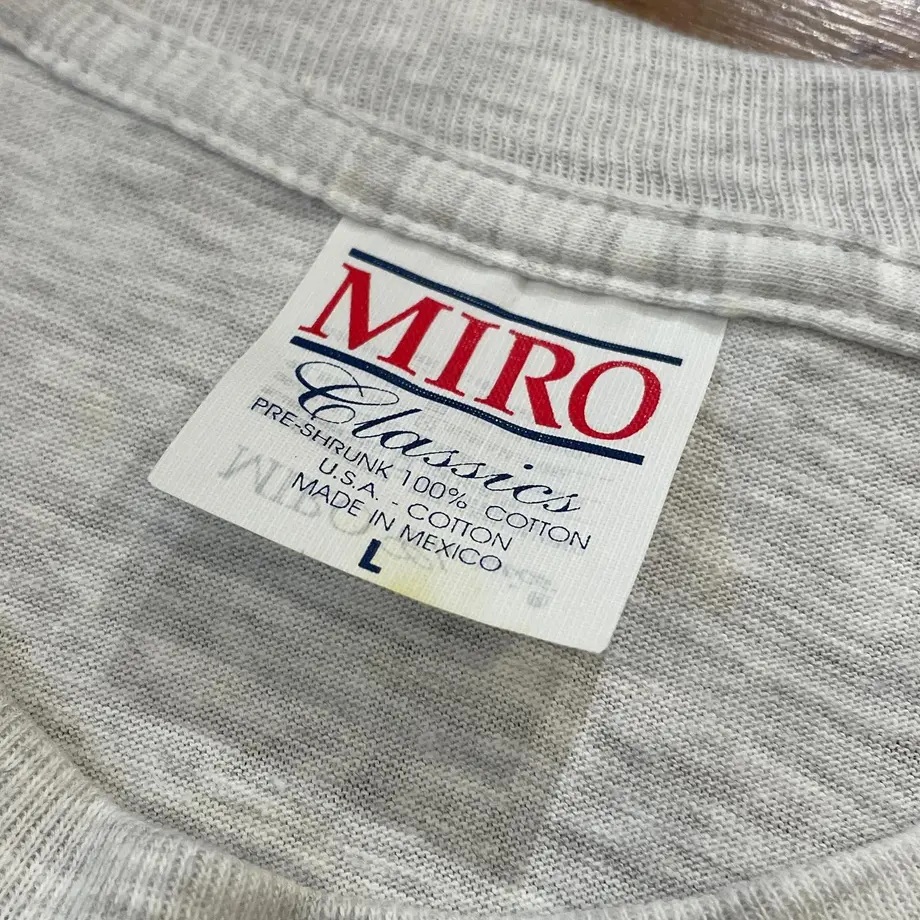 MIRO
Classics
PRE-SHRUNK 100% COTTON
U.S.A. - COTTON
MADE IN MEXICO
L